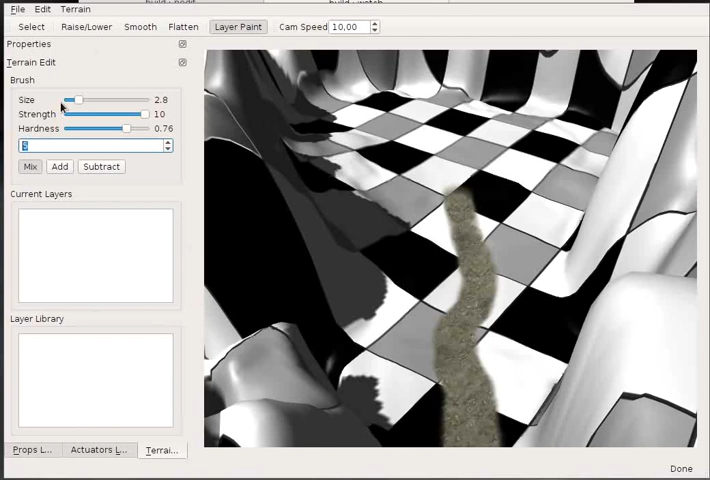 File Edit Terrain
Select Raise/Lower Smooth Flatten Layer Paint Cam Speed 10.00
Properties
Terrain Edit
Brush
Size 2.8
Strength 10
Hardness 0.76
5
Mix Add Subtract
Current Layers
Layer Library
Props L... Actuators L... Terrai...
Done